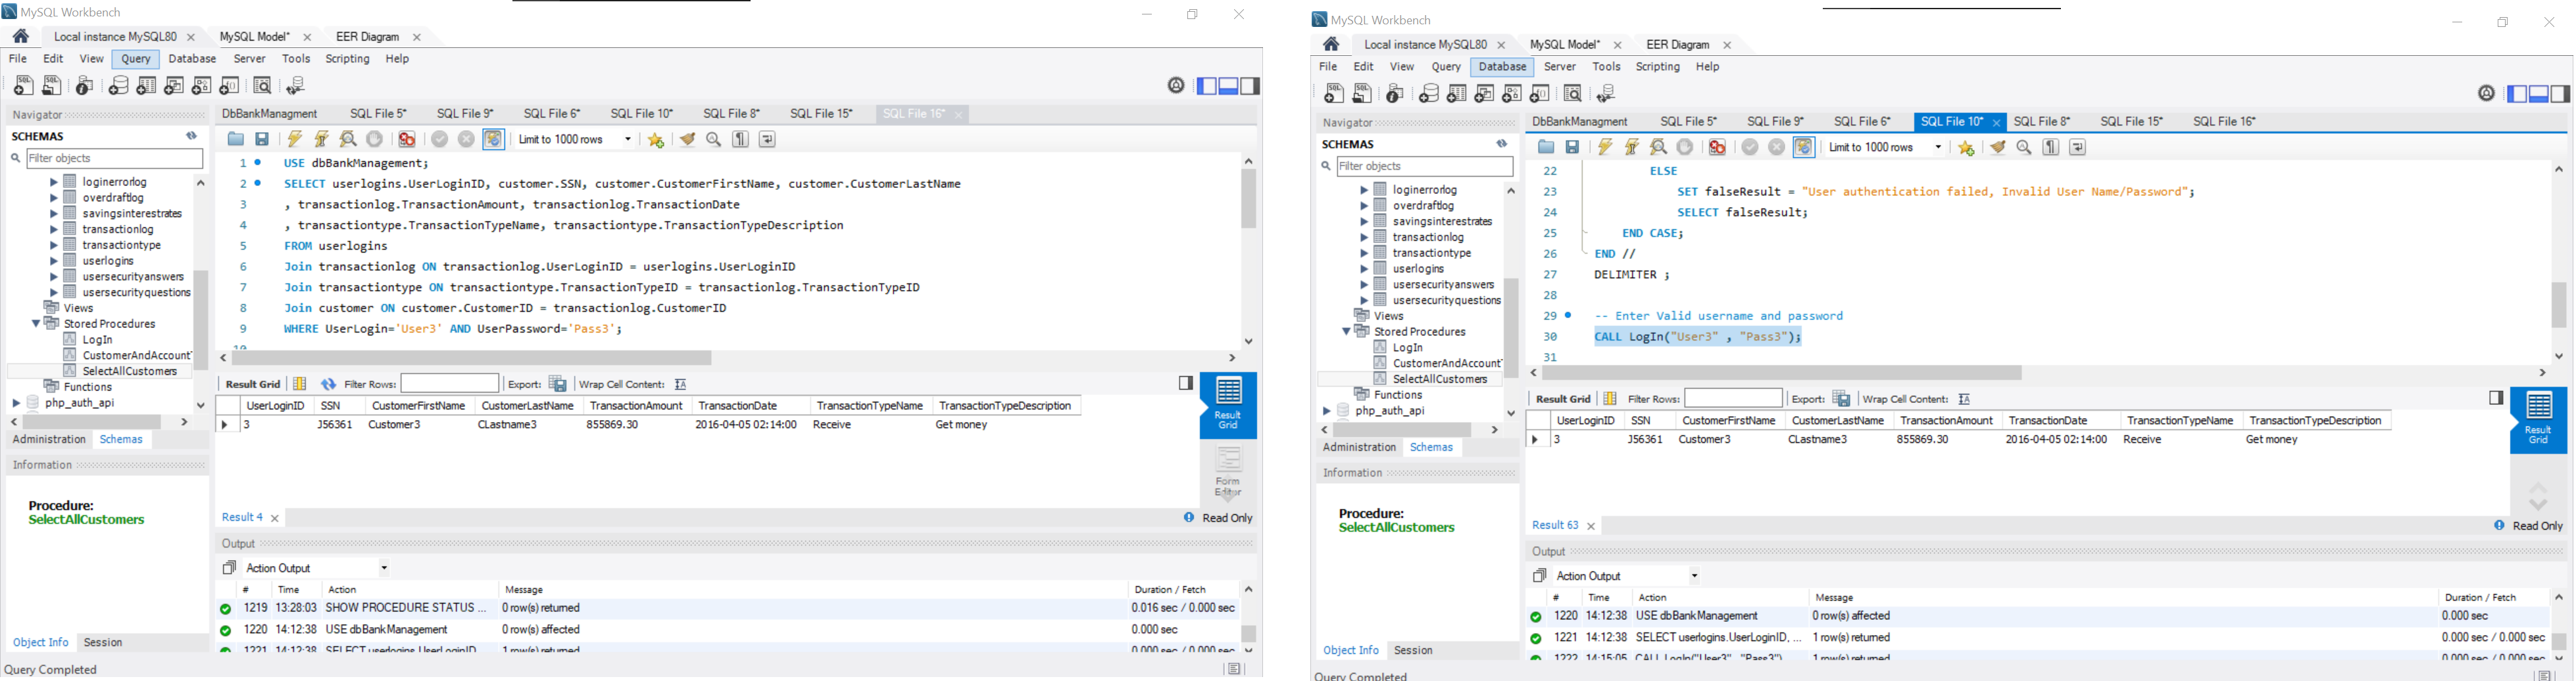 MySQL Workbench
Local instance MySQL80
MySQL Model*
EER Diagram
File Edit View Query Database Server Tools Scripting Help
Navigator
SCHEMAS
Filter objects
loginerrorlog
overdraftlog
savingsinterestrates
transactionlog
transactiontype
userlogins
usersecurityanswers
usersecurityquestions
Views
Stored Procedures
LogIn
CustomerAndAccount
SelectAllCustomers
Functions
php_auth_api
Administration Schemas
Information
Procedure:
SelectAllCustomers
Object Info Session
Query Completed
DbBankManagment SQL File 5* SQL File 9* SQL File 6* SQL File 10* SQL File 8* SQL File 15* SQL File 16*
Limit to 1000 rows
1 USE dbBankManagement;
2 SELECT userlogins.UserLoginID, customer.SSN, customer.CustomerFirstName, customer.CustomerLastName
3 , transactionlog.TransactionAmount, transactionlog.TransactionDate
4 , transactiontype.TransactionTypeName, transactiontype.TransactionTypeDescription
5 FROM userlogins
6 Join transactionlog ON transactionlog.UserLoginID = userlogins.UserLoginID
7 Join transactiontype ON transactiontype.TransactionTypeID = transactionlog.TransactionTypeID
8 Join customer ON customer.CustomerID = transactionlog.CustomerID
9 WHERE UserLogin='User3' AND UserPassword='Pass3';
10
Result Grid Filter Rows: Export: Wrap Cell Content:
UserLoginID SSN CustomerFirstName CustomerLastName TransactionAmount TransactionDate TransactionTypeName TransactionTypeDescription
3 J56361 Customer3 CLastname3 855869.30 2016-04-05 02:14:00 Receive Get money
Result Grid
Form Editor
Result 4
Read Only
Output
Action Output
# Time Action Message Duration / Fetch
1219 13:28:03 SHOW PROCEDURE STATUS ... 0 row(s) returned 0.016 sec / 0.000 sec
1220 14:12:38 USE dbBankManagement 0 row(s) affected 0.000 sec
1221 14:12:38 SELECT userlogins.UserLoginID, 1 row(s) returned 0.000 sec / 0.000 sec
MySQL Workbench
Local instance MySQL80
MySQL Model*
EER Diagram
File Edit View Query Database Server Tools Scripting Help
Navigator
SCHEMAS
Filter objects
loginerrorlog
overdraftlog
savingsinterestrates
transactionlog
transactiontype
userlogins
usersecurityanswers
usersecurityquestions
Views
Stored Procedures
LogIn
CustomerAndAccount
SelectAllCustomers
Functions
php_auth_api
Administration Schemas
Information
Procedure:
SelectAllCustomers
Object Info Session
Query Completed
DbBankManagment SQL File 5* SQL File 9* SQL File 6* SQL File 10* SQL File 8* SQL File 15* SQL File 16*
Limit to 1000 rows
22 ELSE
23 SET falseResult = "User authentication failed, Invalid User Name/Password";
24 SELECT falseResult;
25 END CASE;
26 END //
27 DELIMITER ;
28
29 -- Enter Valid username and password
30 CALL LogIn("User3" , "Pass3");
31
Result Grid Filter Rows: Export: Wrap Cell Content:
UserLoginID SSN CustomerFirstName CustomerLastName TransactionAmount TransactionDate TransactionTypeName TransactionTypeDescription
3 J56361 Customer3 CLastname3 855869.30 2016-04-05 02:14:00 Receive Get money
Result Grid
Result 63
Read Only
Output
Action Output
# Time Action Message Duration / Fetch
1220 14:12:38 USE dbBankManagement 0 row(s) affected 0.000 sec
1221 14:12:38 SELECT userlogins.UserLoginID, ... 1 row(s) returned 0.000 sec / 0.000 sec
1222 14:15:05 CALL LogIn("User3" , "Pass3") 1 row(s) returned 0.000 sec / 0.000 sec